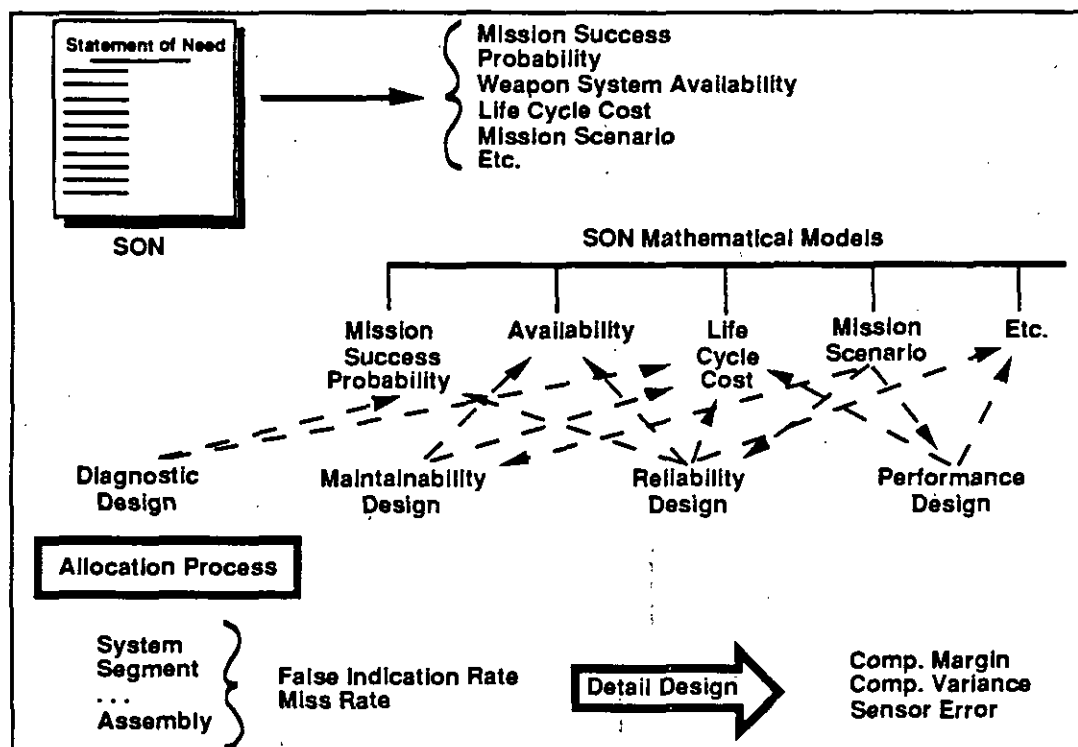 Statement of Need
SON
Mission Success
Probability
Weapon System Availability
Life Cycle Cost
Mission Scenario
Etc.
SON Mathematical Models
Mission
Success
Probability
Availability
Life
Cycle
Cost
Mission
Scenario
Etc.
Diagnostic
Design
Maintainability
Design
Reliability
Design
Performance
Design
Allocation Process
System
Segment
...
Assembly
False Indication Rate
Miss Rate
Detail Design
Comp. Margin
Comp. Variance
Sensor Error